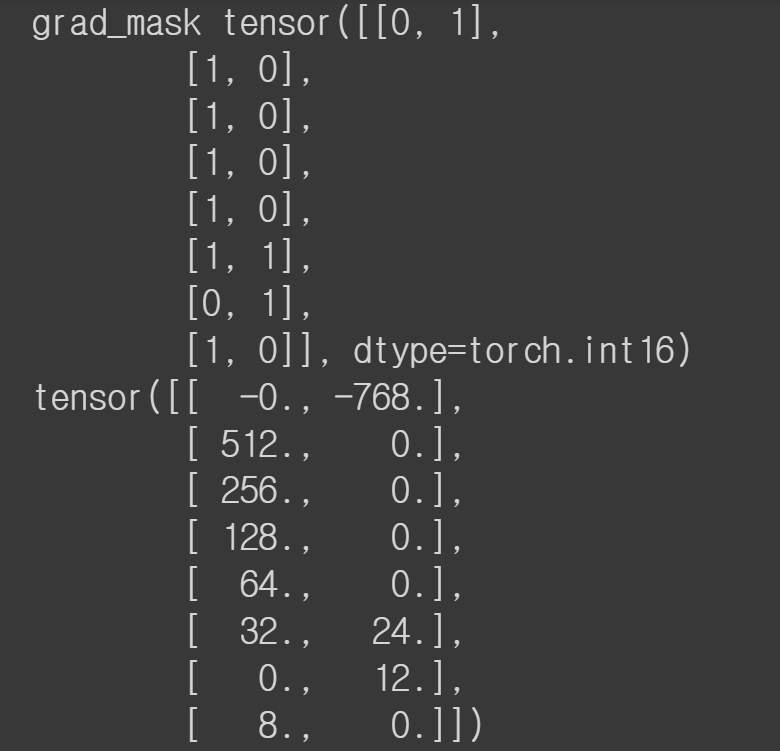 grad_mask tensor([[0, 1],
        [1, 0],
        [1, 0],
        [1, 0],
        [1, 0],
        [1, 1],
        [0, 1],
        [1, 0]], dtype=torch.int16)
tensor([[  -0., -768.],
        [ 512.,    0.],
        [ 256.,    0.],
        [ 128.,    0.],
        [  64.,    0.],
        [  32.,   24.],
        [   0.,   12.],
        [   8.,    0.]])